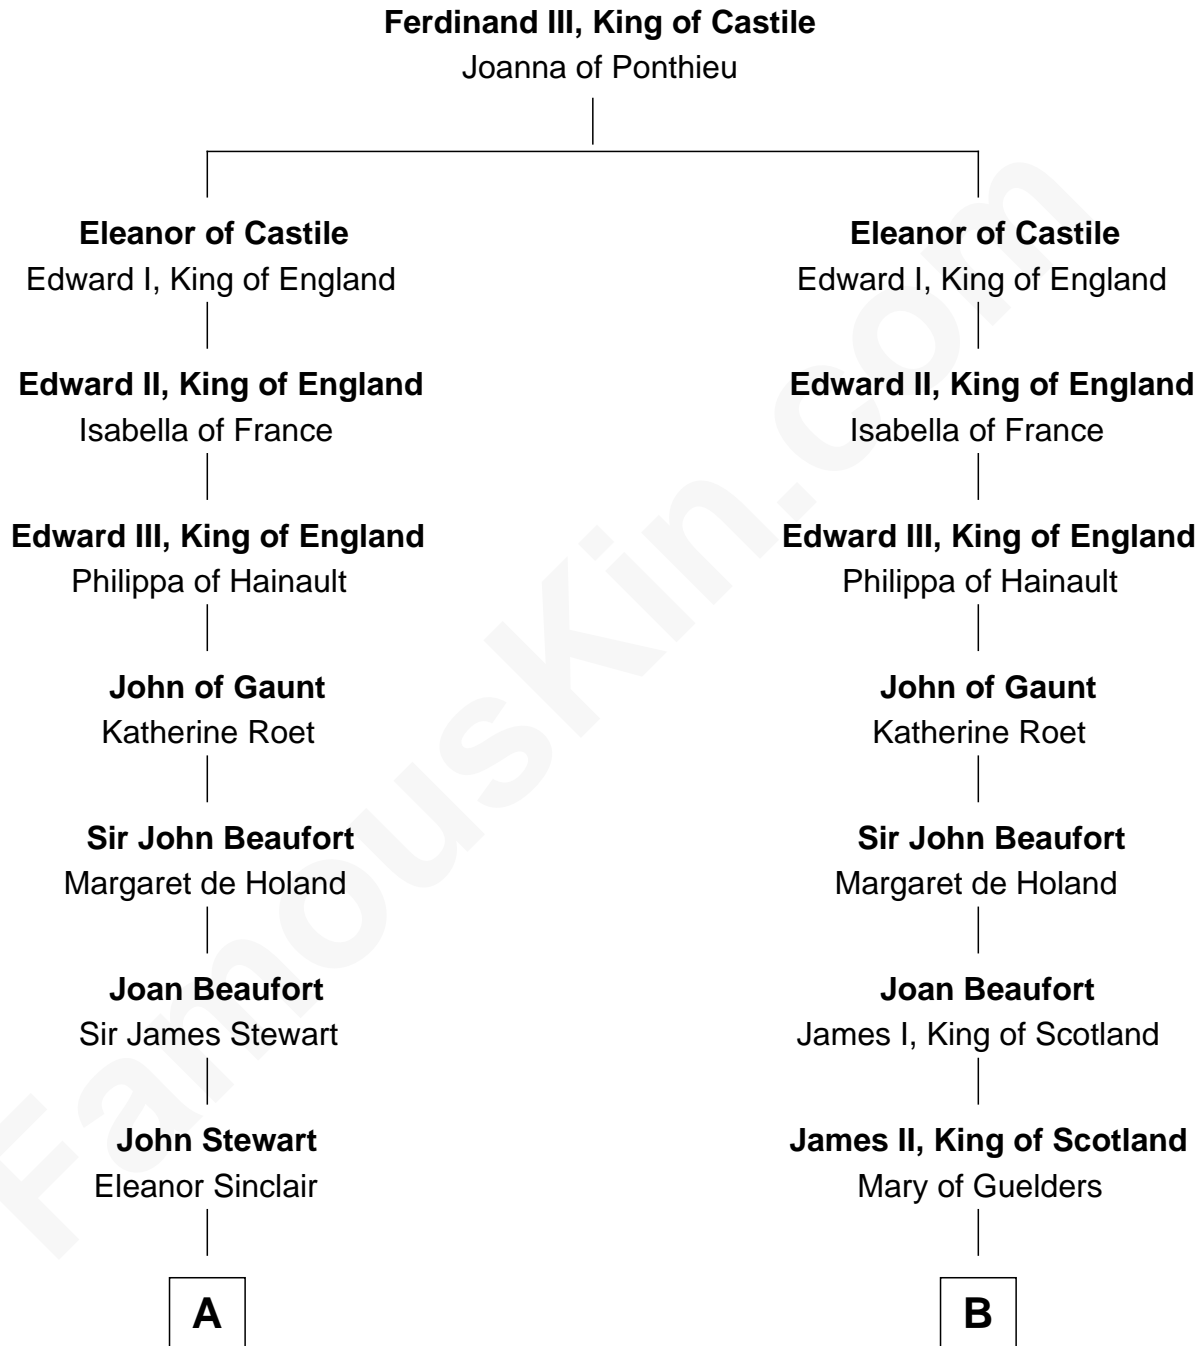 Ferdinand III, King of Castile
Joanna of Ponthieu
Eleanor of Castile
Edward I, King of England
Edward II, King of England
Isabella of France
Edward III, King of England
Philippa of Hainault
John of Gaunt
Katherine Roet
Sir John Beaufort
Margaret de Holand
Joan Beaufort
Sir James Stewart
John Stewart
Eleanor Sinclair
A
Eleanor of Castile
Edward I, King of England
Edward II, King of England
Isabella of France
Edward III, King of England
Philippa of Hainault
John of Gaunt
Katherine Roet
Sir John Beaufort
Margaret de Holand
Joan Beaufort
James I, King of Scotland
James II, King of Scotland
Mary of Guelders
B
FamousKin.com